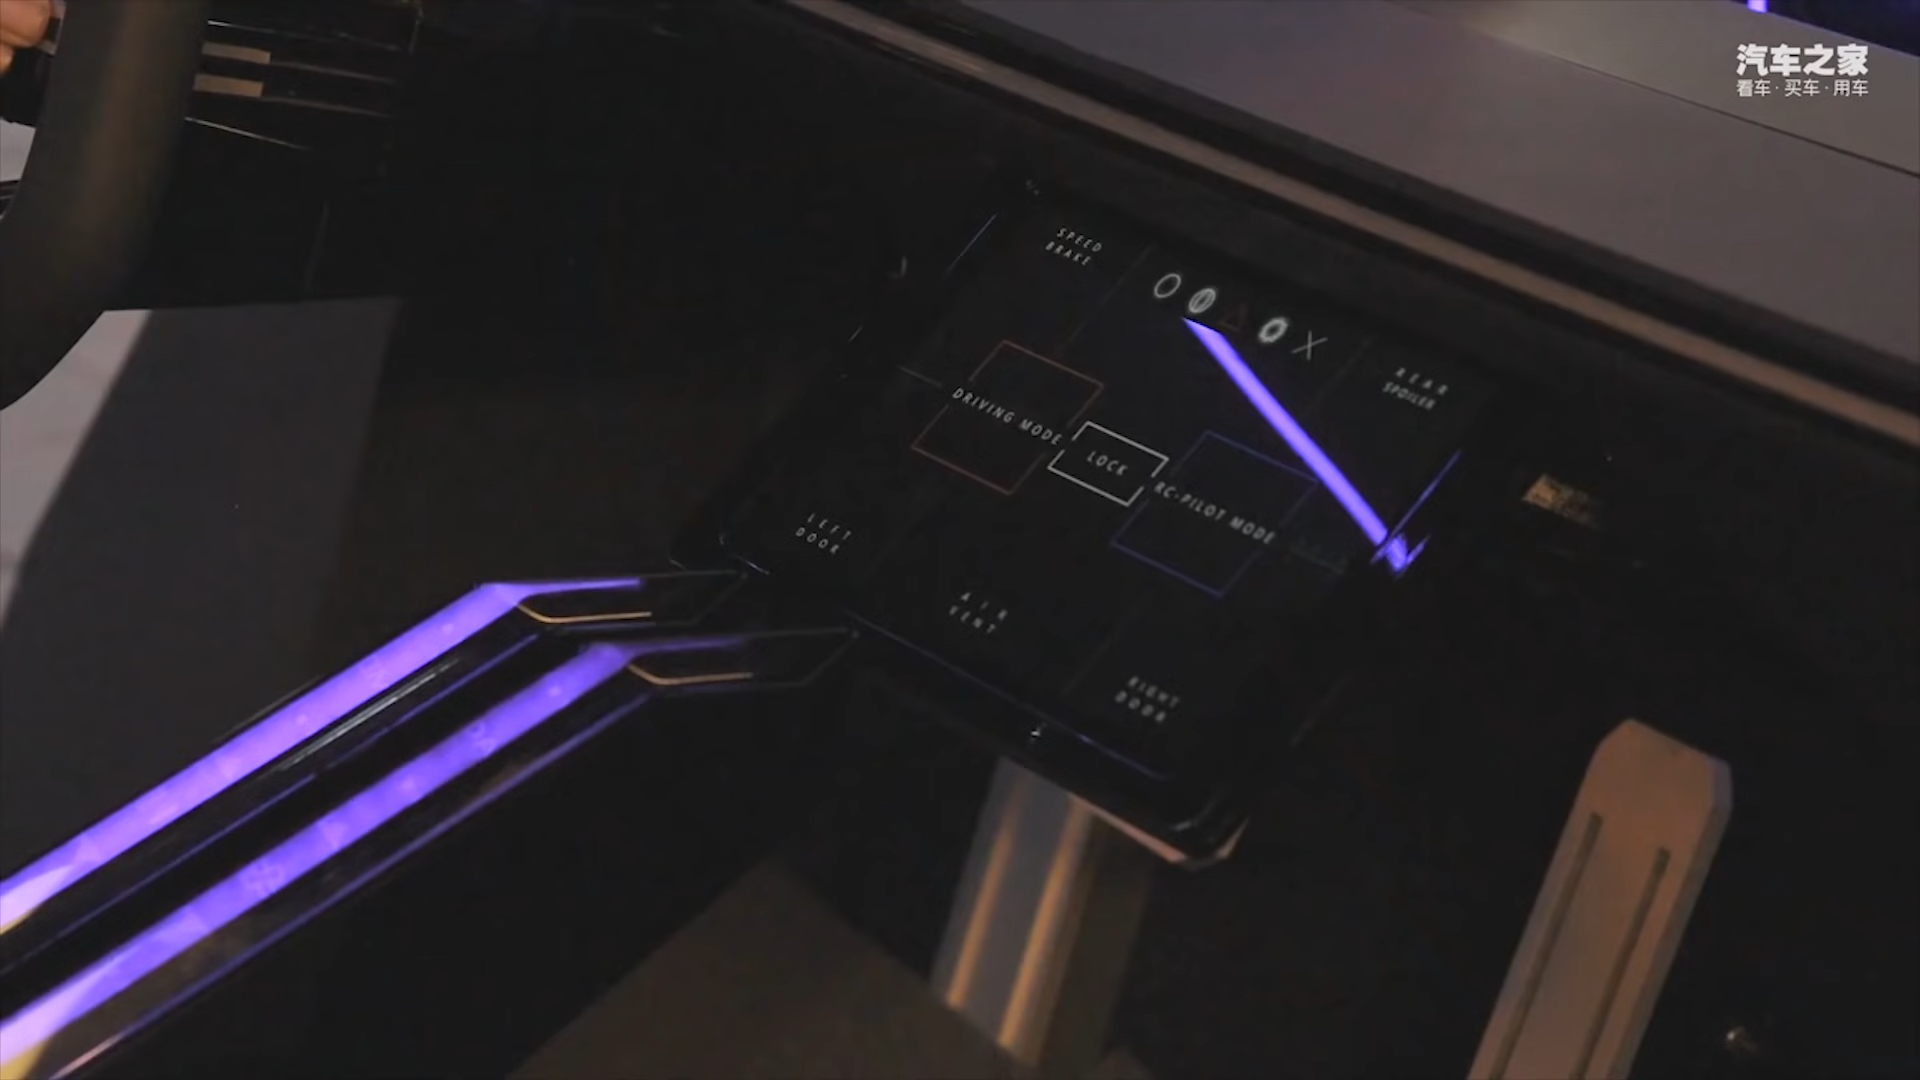 汽车之家
看车·买车·用车
SPEED
BRAKE
REAR
SPOILER
DRIVING MODE
LOCK
RC-PILOT MODE
LEFT
DOOR
AIR
VENT
RIGHT
DOOR